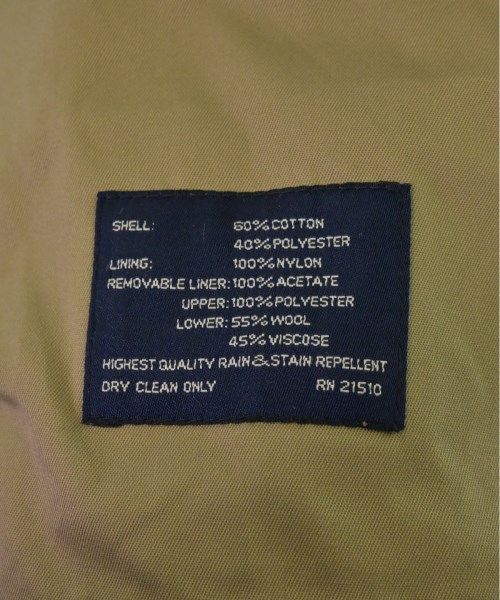 SHELL: 60% COTTON
40% POLYESTER
LINING: 100% NYLON
REMOVABLE LINER: 100% ACETATE
UPPER: 100% POLYESTER
LOWER: 55% WOOL
45% VISCOSE
HIGHEST QUALITY RAIN & STAIN REPELLENT
DRY CLEAN ONLY RN 21510